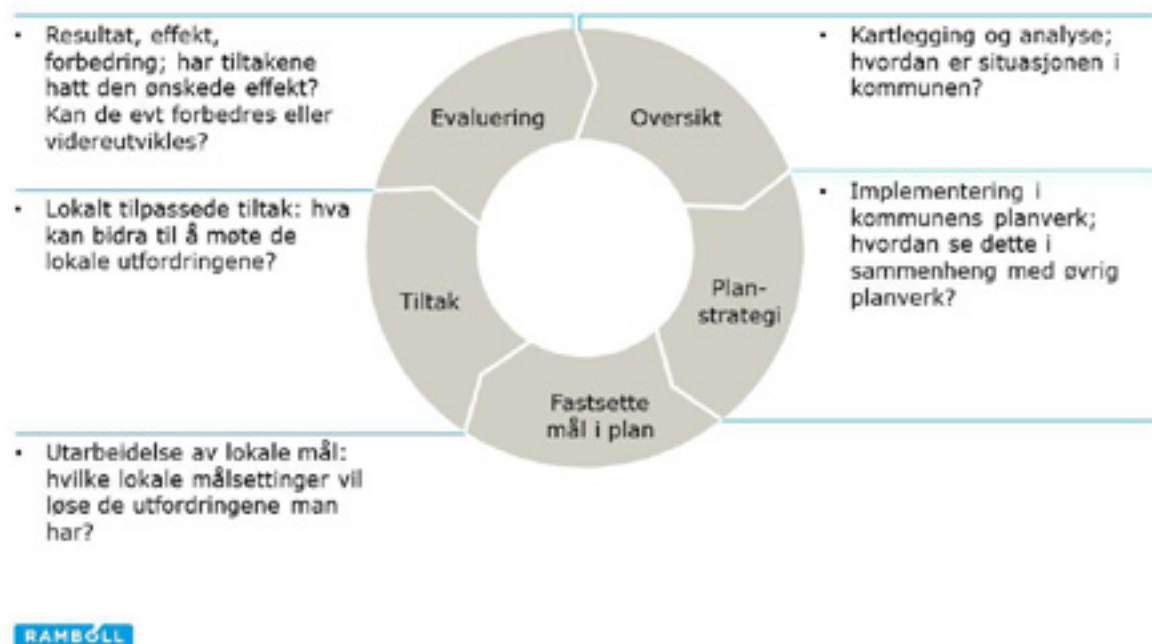 • Resultat, effekt,
forbedring; har tiltakene
hatt den ønskede effekt?
Kan de evt forbedres eller
videreutvikles?
• Lokalt tilpassede tiltak: hva
kan bidra til å møte de
lokale utfordringene?
• Utarbeidelse av lokale mål:
hvilke lokale målsettinger vil
løse de utfordringene man
har?
Evaluering
Oversikt
Tiltak
Plan-
strategi
Fastsette
mål i plan
• Kartlegging og analyse;
hvordan er situasjonen i
kommunen?
• Implementering i
kommunens planverk;
hvordan se dette i
sammenheng med øvrig
planverk?
RAMBOLL